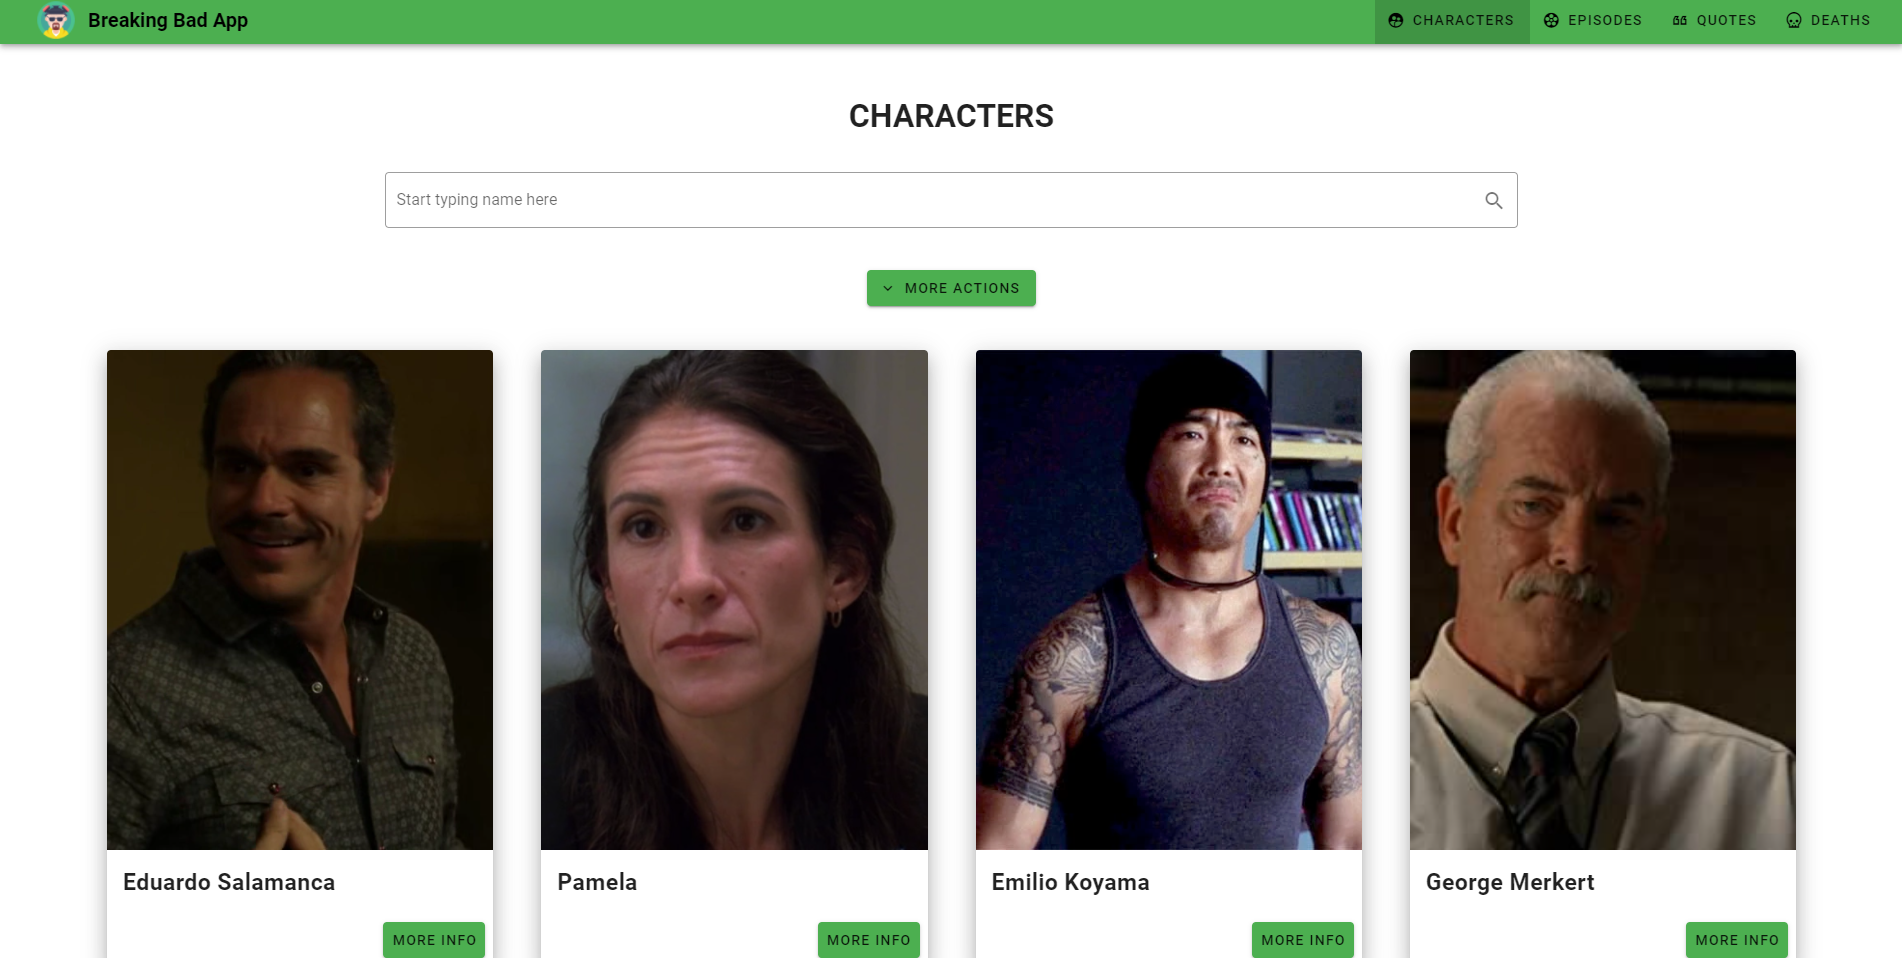 Breaking Bad App
CHARACTERS
EPISODES
QUOTES
DEATHS
CHARACTERS
Start typing name here
MORE ACTIONS
Eduardo Salamanca
Pamela
Emilio Koyama
George Merkert
MORE INFO
MORE INFO
MORE INFO
MORE INFO